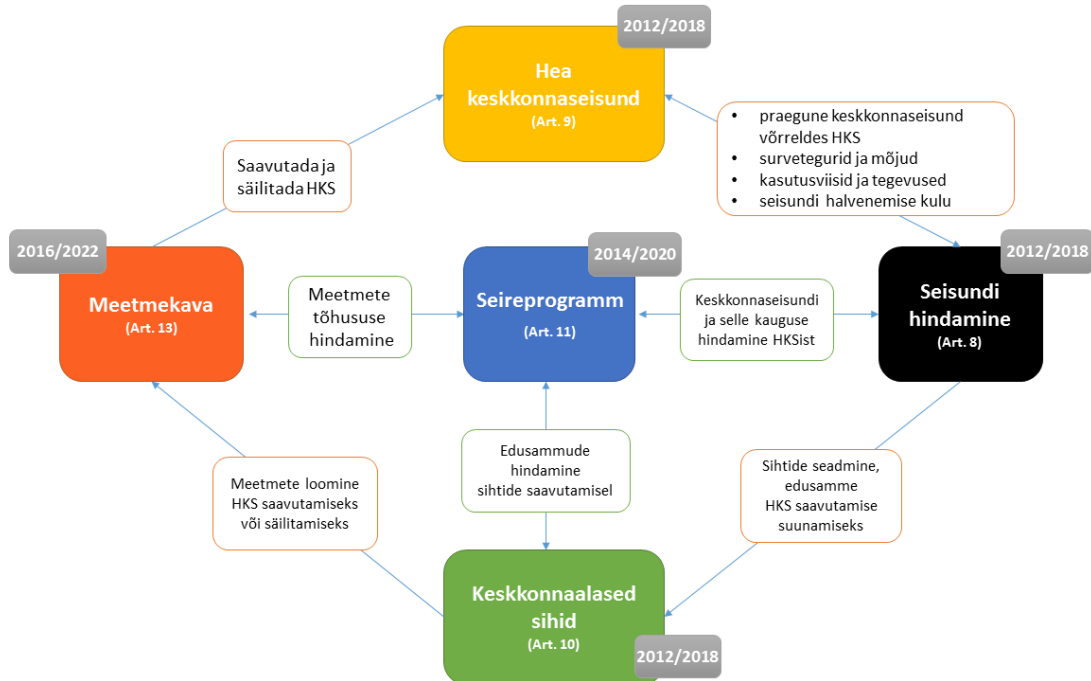 2012/2018
Hea
keskkonnaseisund
(Art. 9)
• praegune keskkonnaseisund
võrreldes HKS
• survetegurid ja mõjud
• kasutusviisid ja tegevused
• seisundi halvenemise kulu
Saavutada ja
säilitada HKS
2016/2022
Meetmekava
(Art. 13)
Meetmete
tõhususe
hindamine
2014/2020
Seireprogramm
(Art. 11)
Keskkonnaseisundi
ja selle kauguse
hindamine HKSist
2012/2018
Seisundi
hindamine
(Art. 8)
Meetmete loomine
HKS saavutamiseks
või säilitamiseks
Edusammude
hindamine
sihtide saavutamisel
Sihtide seadmine,
edusamme
HKS saavutamise
suunamiseks
Keskkonnaalased
sihid
(Art. 10)
2012/2018